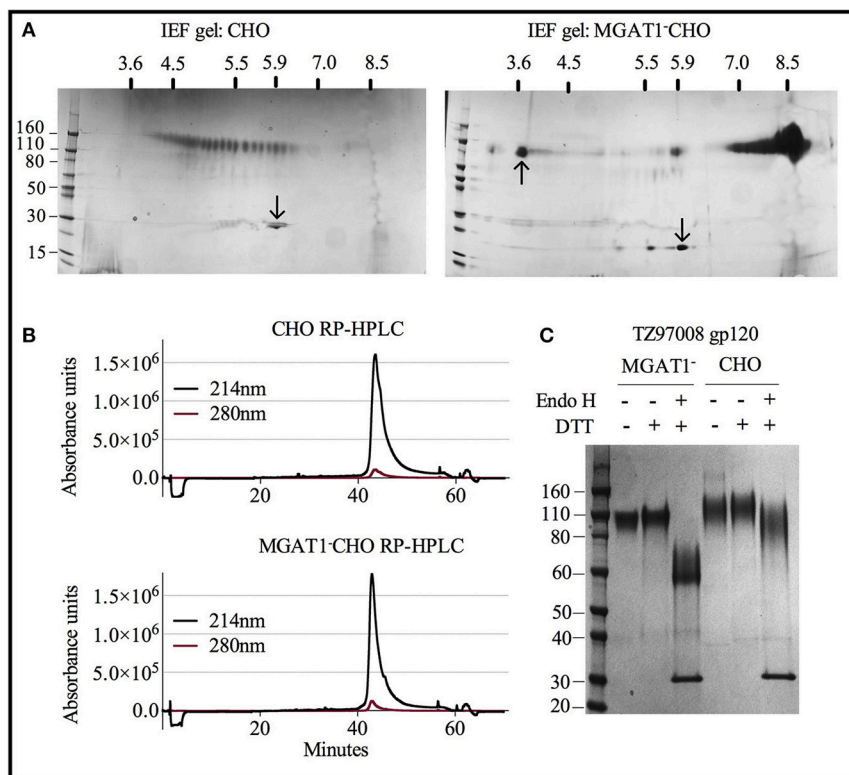 A
IEF gel: CHO
IEF gel: MGAT1-CHO
3.6 4.5 5.5 5.9 7.0 8.5
3.6 4.5 5.5 5.9 7.0 8.5
160
110
80
50
30
15
B
CHO RP-HPLC
Absorbance units
1.5×10⁶
1.0×10⁶
5.0×10⁵
0.0
214nm
280nm
20 40 60
MGAT1-CHO RP-HPLC
Absorbance units
1.5×10⁶
1.0×10⁶
5.0×10⁵
0.0
214nm
280nm
20 40 60
Minutes
C
TZ97008 gp120
MGAT1⁻ CHO
Endo H - - + - - +
DTT - + + - + +
160
110
80
60
50
40
30
20